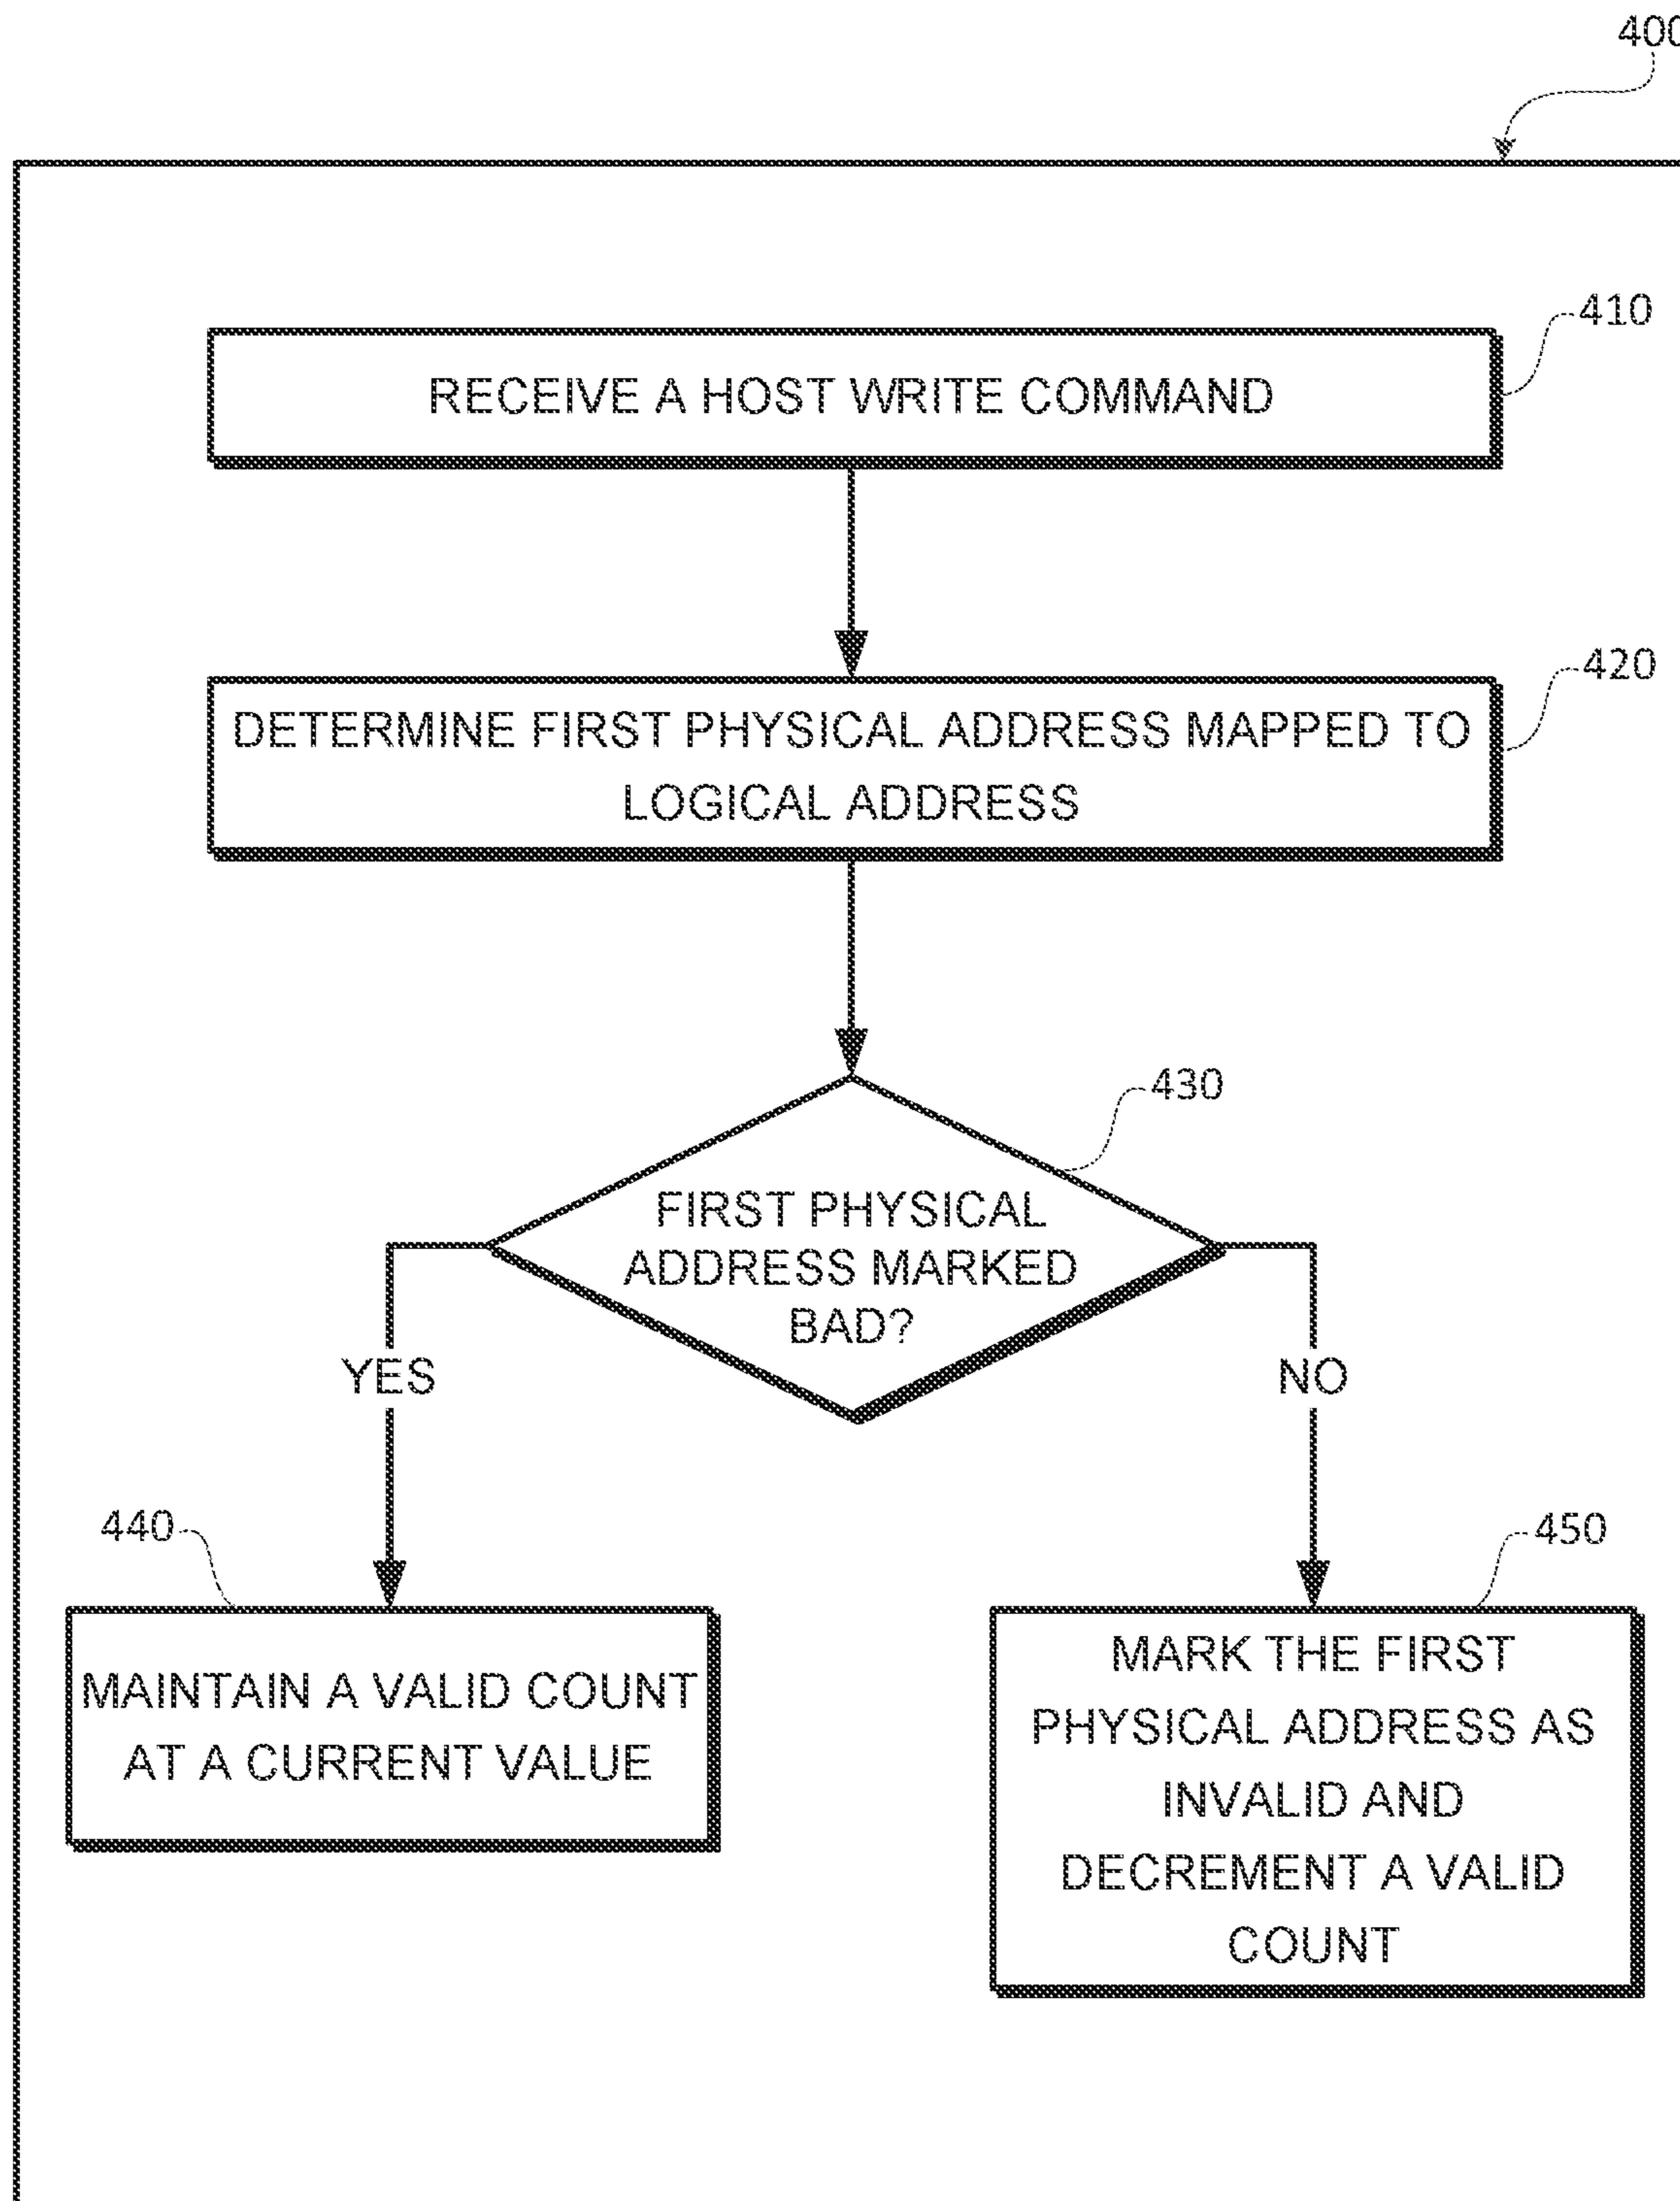 400
410
RECEIVE A HOST WRITE COMMAND
420
DETERMINE FIRST PHYSICAL ADDRESS MAPPED TO
LOGICAL ADDRESS
430
FIRST PHYSICAL
ADDRESS MARKED
BAD?
YES
NO
440
MAINTAIN A VALID COUNT
AT A CURRENT VALUE
450
MARK THE FIRST
PHYSICAL ADDRESS AS
INVALID AND
DECREMENT A VALID
COUNT